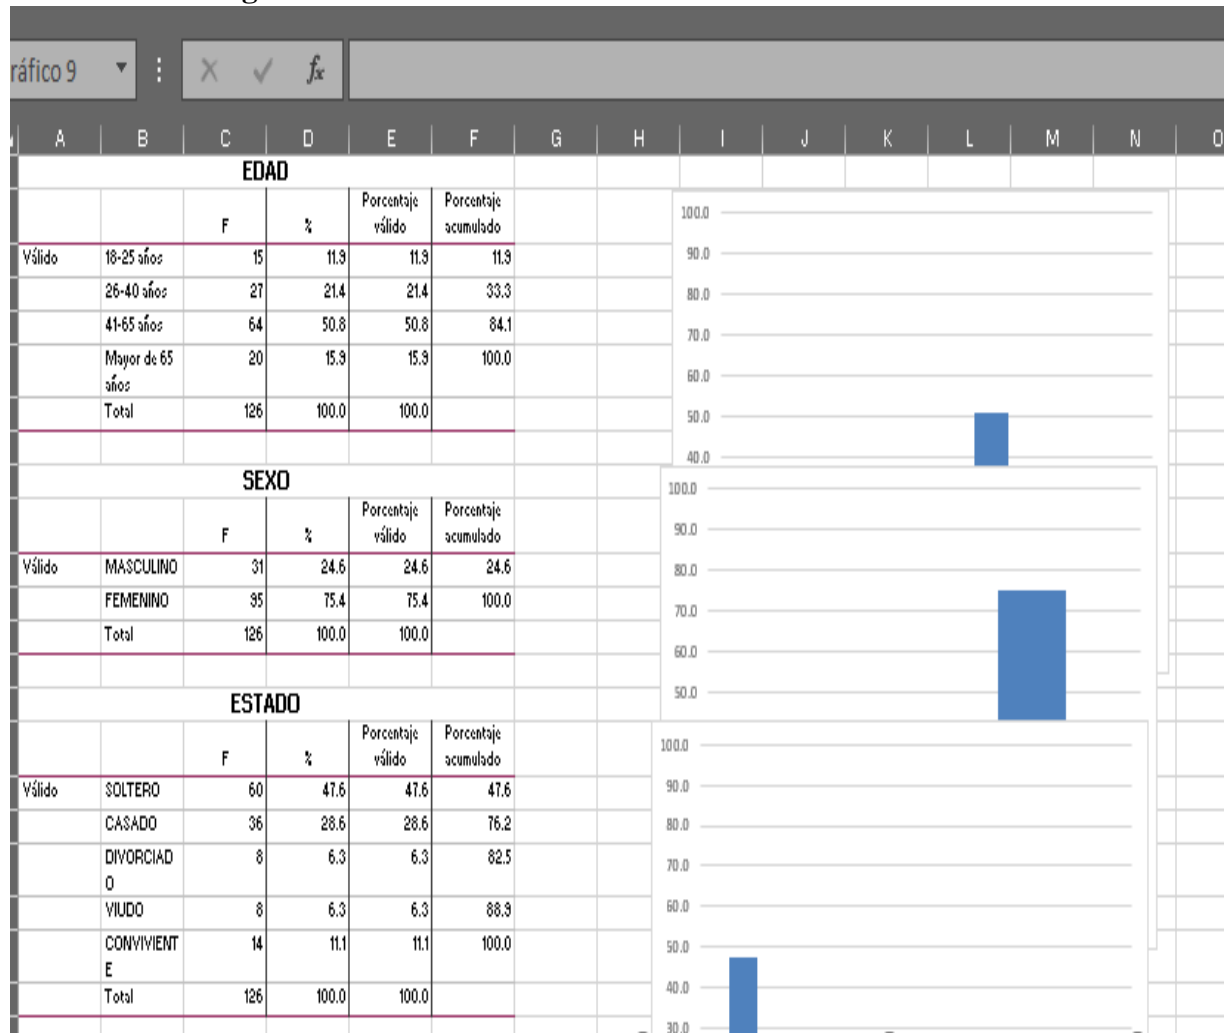 ráfico 9 fx
A B C D E F G H I J K L M N O
EDAD
F % Porcentaje válido Porcentaje acumulado
Válido 18-25 años 15 11.9 11.9 11.9
26-40 años 27 21.4 21.4 33.3
41-65 años 64 50.8 50.8 84.1
Mayor de 65 años 20 15.9 15.9 100.0
Total 126 100.0 100.0
100.0
90.0
80.0
70.0
60.0
50.0
40.0
SEXO
F % Porcentaje válido Porcentaje acumulado
Válido MASCULINO 31 24.6 24.6 24.6
FEMENINO 95 75.4 75.4 100.0
Total 126 100.0 100.0
100.0
90.0
80.0
70.0
60.0
50.0
ESTADO
F % Porcentaje válido Porcentaje acumulado
Válido SOLTERO 60 47.6 47.6 47.6
CASADO 36 28.6 28.6 76.2
DIVORCIADO 8 6.3 6.3 82.5
VIUDO 8 6.3 6.3 88.9
CONVIVIENTE 14 11.1 11.1 100.0
Total 126 100.0 100.0
100.0
90.0
80.0
70.0
60.0
50.0
40.0
30.0